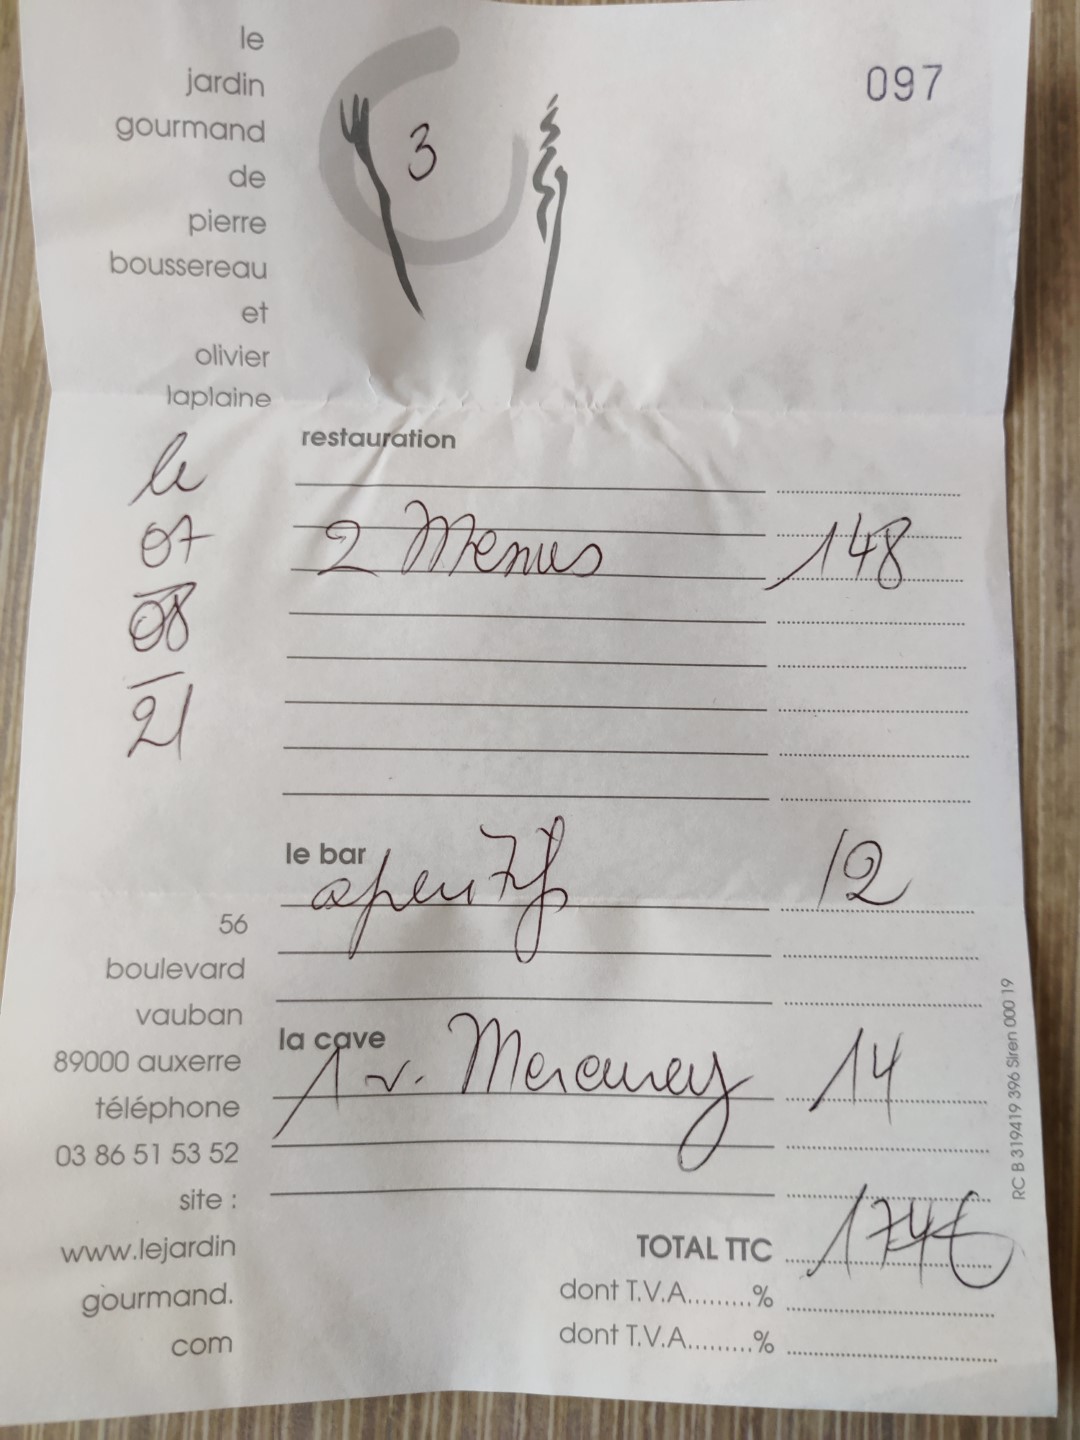 le
jardin
gourmand
de
pierre
boussereau
et
olivier
laplaine
3
097
le
07
08
21
restauration
2 Menus 148
le bar
aperitif 12
la cave
1 v. Mercurey 14
TOTAL TTC 174€
dont T.V.A.........%
dont T.V.A.........%
56
boulevard
vauban
89000 auxerre
téléphone
03 86 51 53 52
site :
www.lejardin
gourmand.
com
RC B 319419 396 Siren 000 19